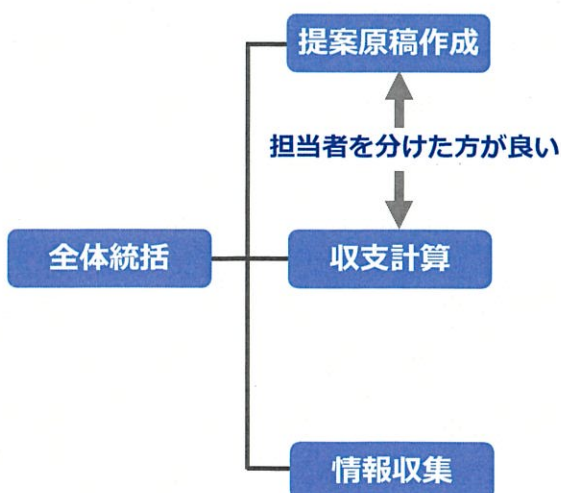 提案原稿作成
担当者を分けた方が良い
全体統括
収支計算
情報収集